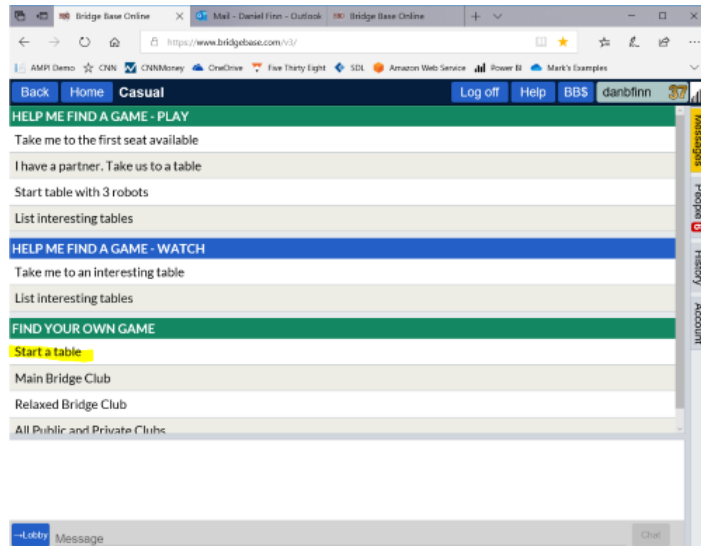 Bridge Base Online
Mail - Daniel Finn - Outlook
Bridge Base Online
https://www.bridgebase.com/v3/
AMPI Demo CNN CNNMoney OneDrive Five Thirty Eight SDL Amazon Web Service Power BI Mark's Examples
Back Home Casual Log off Help BB$ danbfinn 37
HELP ME FIND A GAME - PLAY
Take me to the first seat available
I have a partner. Take us to a table
Start table with 3 robots
List interesting tables
HELP ME FIND A GAME - WATCH
Take me to an interesting table
List interesting tables
FIND YOUR OWN GAME
Start a table
Main Bridge Club
Relaxed Bridge Club
All Public and Private Clubs
Messages
People 6
History
Account
→Lobby Message Chat